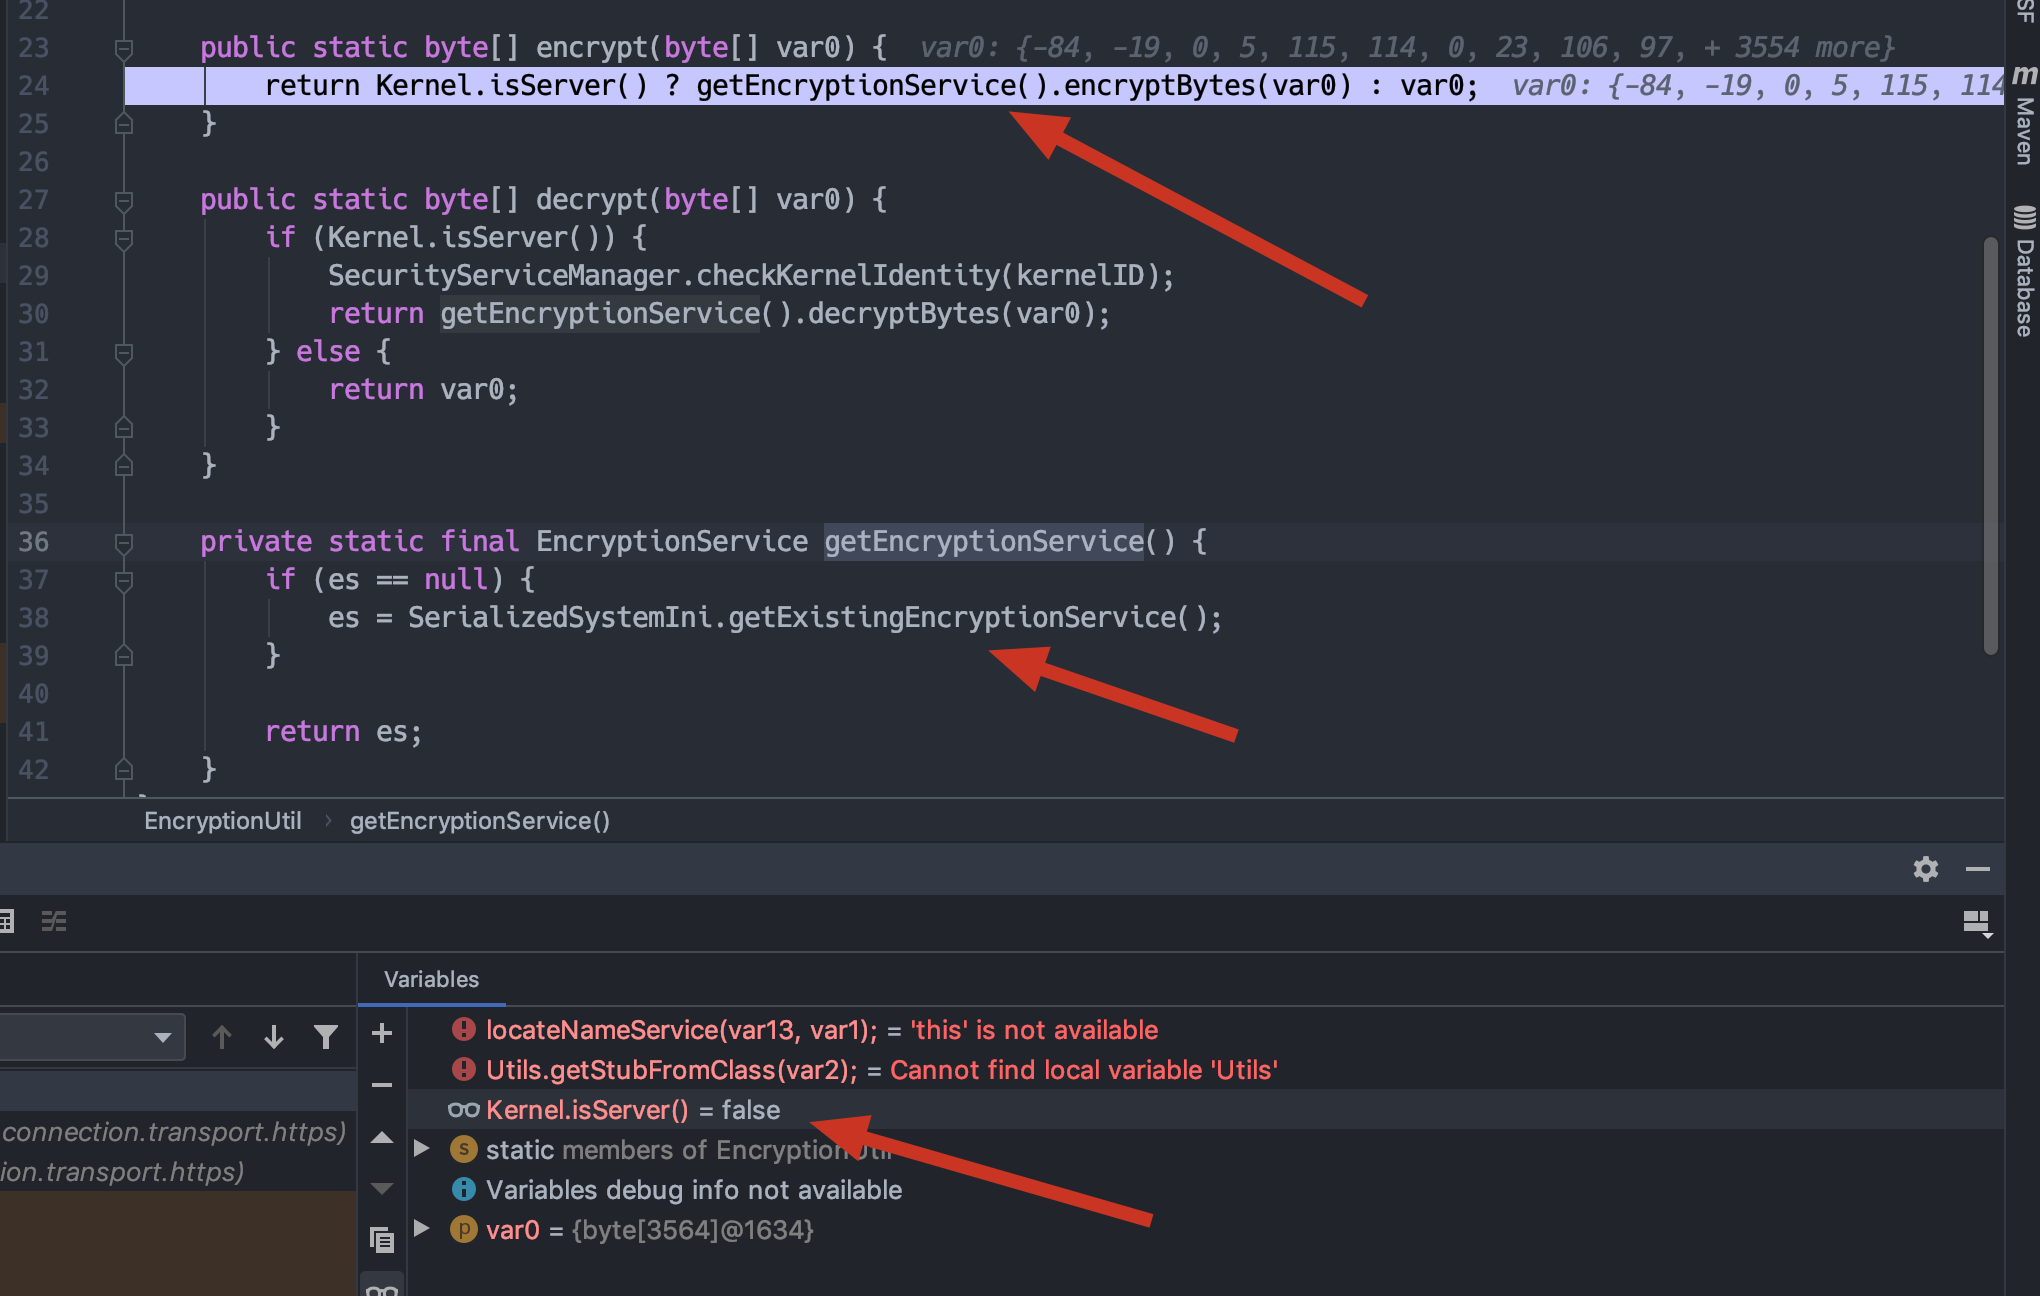 22
23 public static byte[] encrypt(byte[] var0) { var0: {-84, -19, 0, 5, 115, 114, 0, 23, 106, 97, + 3554 more}
24 return Kernel.isServer() ? getEncryptionService().encryptBytes(var0) : var0; var0: {-84, -19, 0, 5, 115, 114
25 }
26
27 public static byte[] decrypt(byte[] var0) {
28 if (Kernel.isServer()) {
29 SecurityServiceManager.checkKernelIdentity(kernelID);
30 return getEncryptionService().decryptBytes(var0);
31 } else {
32 return var0;
33 }
34 }
35
36 private static final EncryptionService getEncryptionService() {
37 if (es == null) {
38 es = SerializedSystemIni.getExistingEncryptionService();
39 }
40
41 return es;
42 }
SF
m Maven
Database
EncryptionUtil › getEncryptionService()
Variables
locateNameService(var13, var1); = 'this' is not available
Utils.getStubFromClass(var2); = Cannot find local variable 'Utils'
Kernel.isServer() = false
connection.transport.https)
static members of EncryptionUtil
ion.transport.https)
Variables debug info not available
var0 = {byte[3564]@1634}